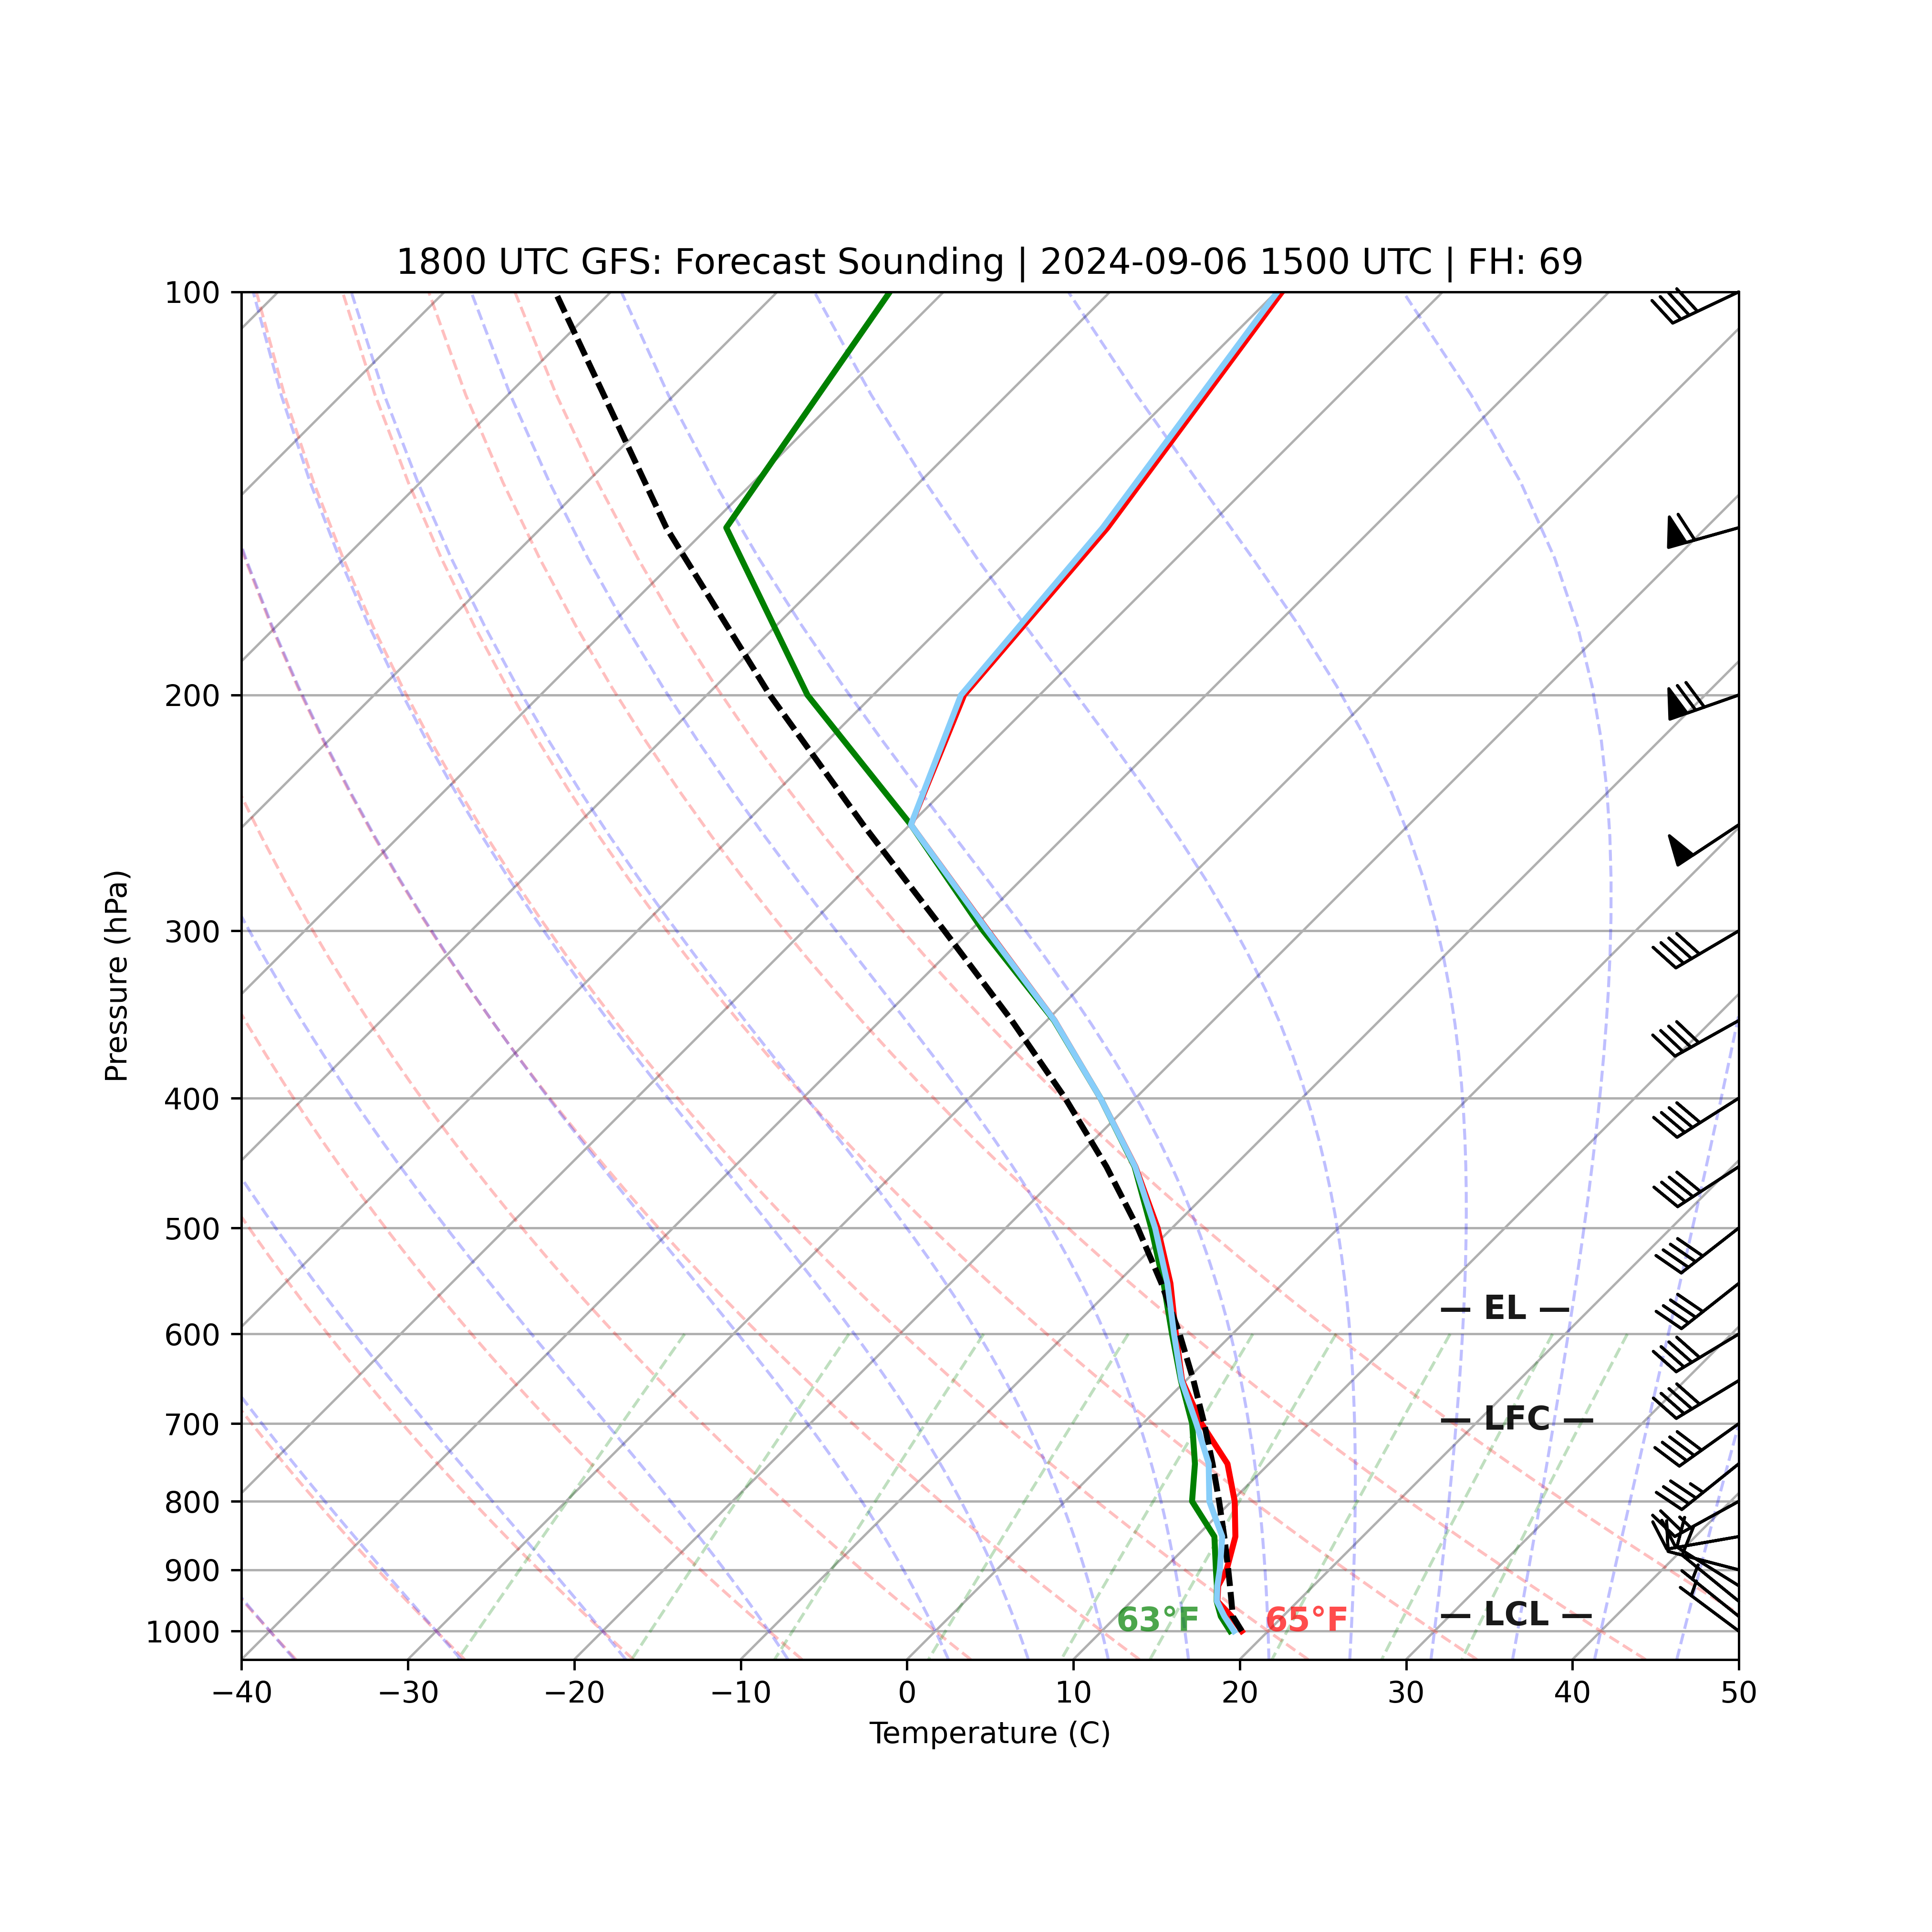 1800 UTC GFS: Forecast Sounding | 2024-09-06 1500 UTC | FH: 69
100
200
300
400
500
600
700
800
900
1000
Pressure (hPa)
— EL —
— LFC —
— LCL —
63°F
65°F
−40
−30
−20
−10
0
10
20
30
40
50
Temperature (C)